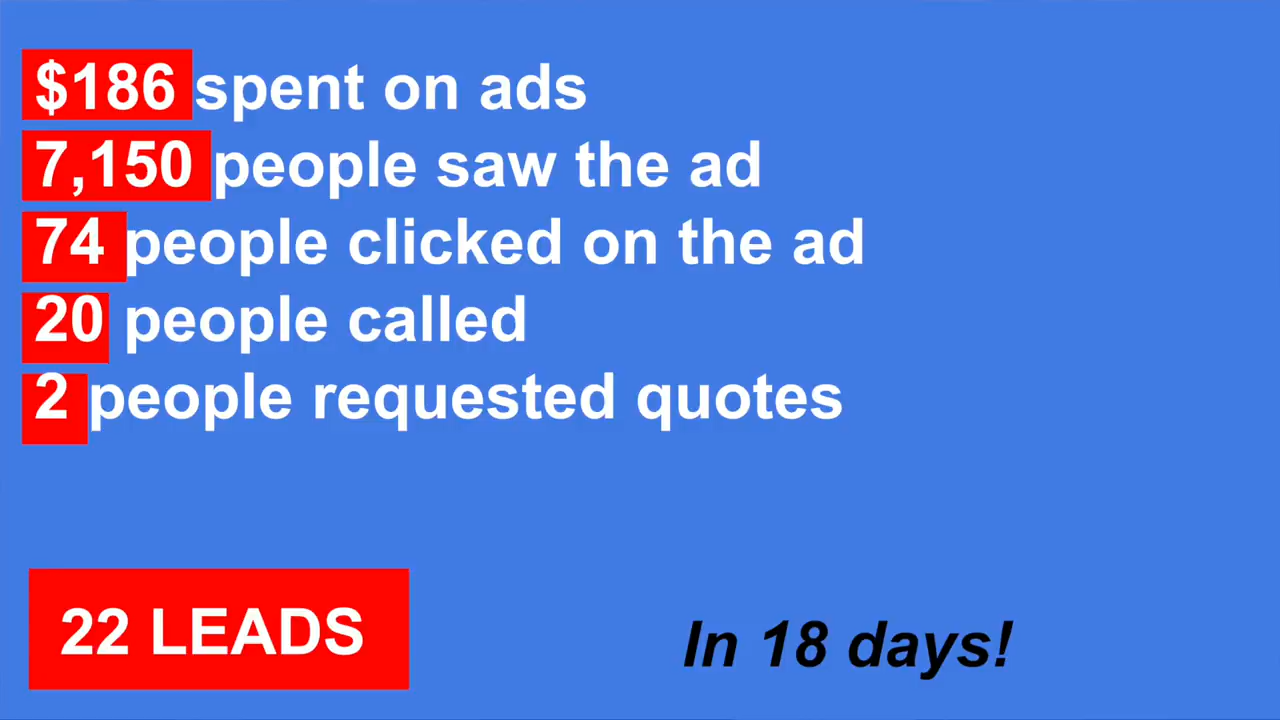 $186 spent on ads
7,150 people saw the ad
74 people clicked on the ad
20 people called
2 people requested quotes
22 LEADS
In 18 days!